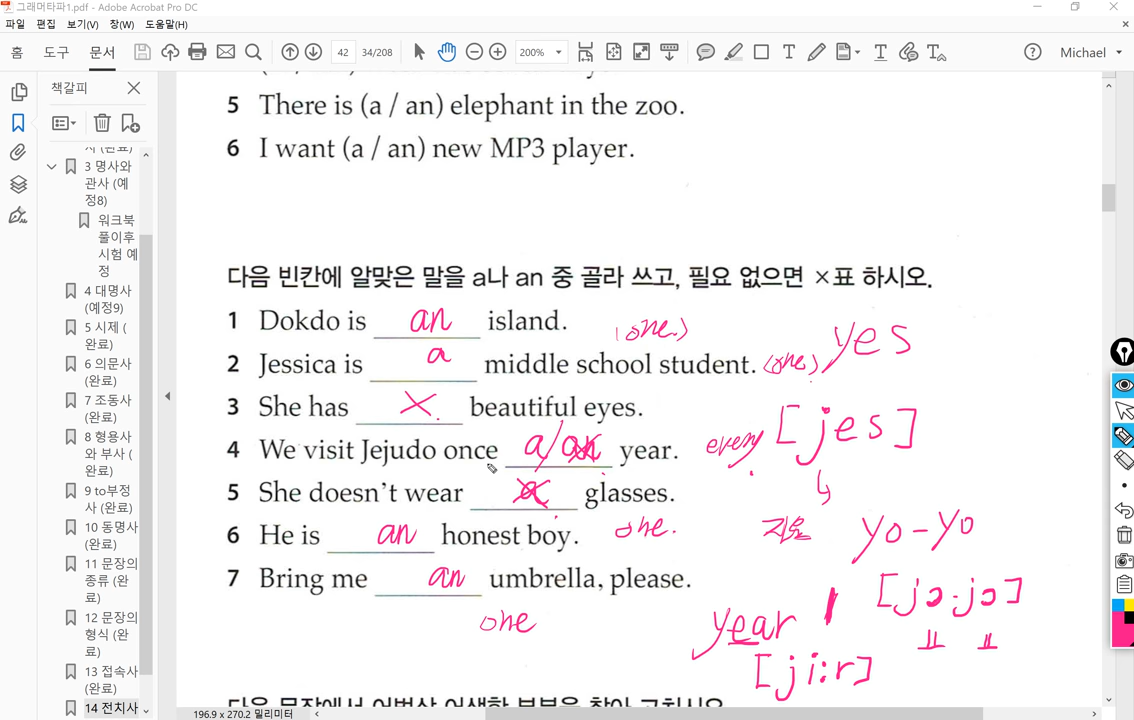 그래머타파1.pdf - Adobe Acrobat Pro DC
파일 편집 보기(V) 창(W) 도움말(H)
홈 도구 문서 42 34/208 200% Michael
책갈피
3 명사와
관사 (예
정8)
워크북
풀이후
시험 예
정
4 대명사
(예정9)
5 시제 (
완료)
6 의문사
(완료)
7 조동사
(완료)
8 형용사
와 부사 (
완료)
9 to부정
사 (완료)
10 동명사
(완료)
11 문장의
종류 (완
료)
12 문장의
형식 (완
료)
13 접속사
(완료)
14 전치사
5 There is (a / an) elephant in the zoo.
6 I want (a / an) new MP3 player.
다음 빈칸에 알맞은 말을 a나 an 중 골라 쓰고, 필요 없으면 ×표 하시오.
1 Dokdo is an island. (one.)
2 Jessica is a middle school student. (one)
3 She has × beautiful eyes.
4 We visit Jejudo once a/an year. every
5 She doesn't wear a glasses.
6 He is an honest boy. one.
7 Bring me an umbrella, please.
one
yes
[jes]
yo-yo
[jɔ.jɔ]
ㅛ ㅛ
year
[ji:r]
196.9 x 270.2 밀리미터